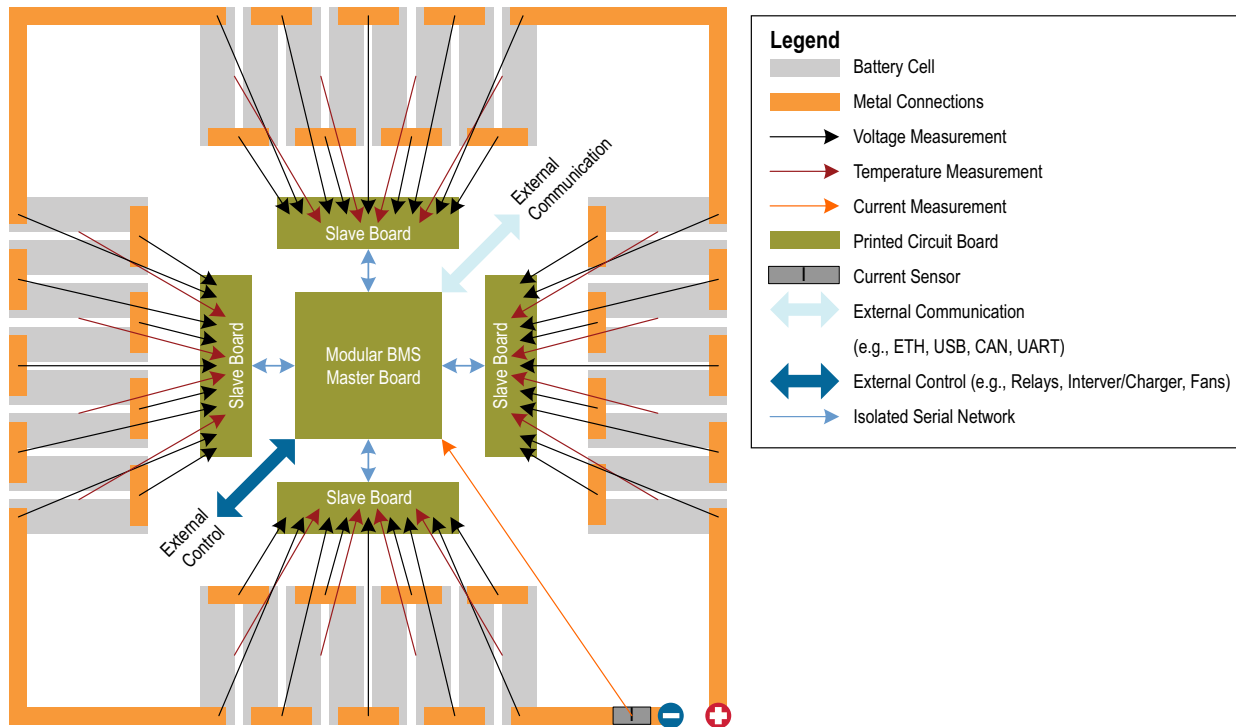 External
Communication
Slave Board
Slave Board
Modular BMS
Master Board
Slave Board
Slave Board
External
Control
Legend
Battery Cell
Metal Connections
Voltage Measurement
Temperature Measurement
Current Measurement
Printed Circuit Board
Current Sensor
External Communication
(e.g., ETH, USB, CAN, UART)
External Control (e.g., Relays, Interver/Charger, Fans)
Isolated Serial Network